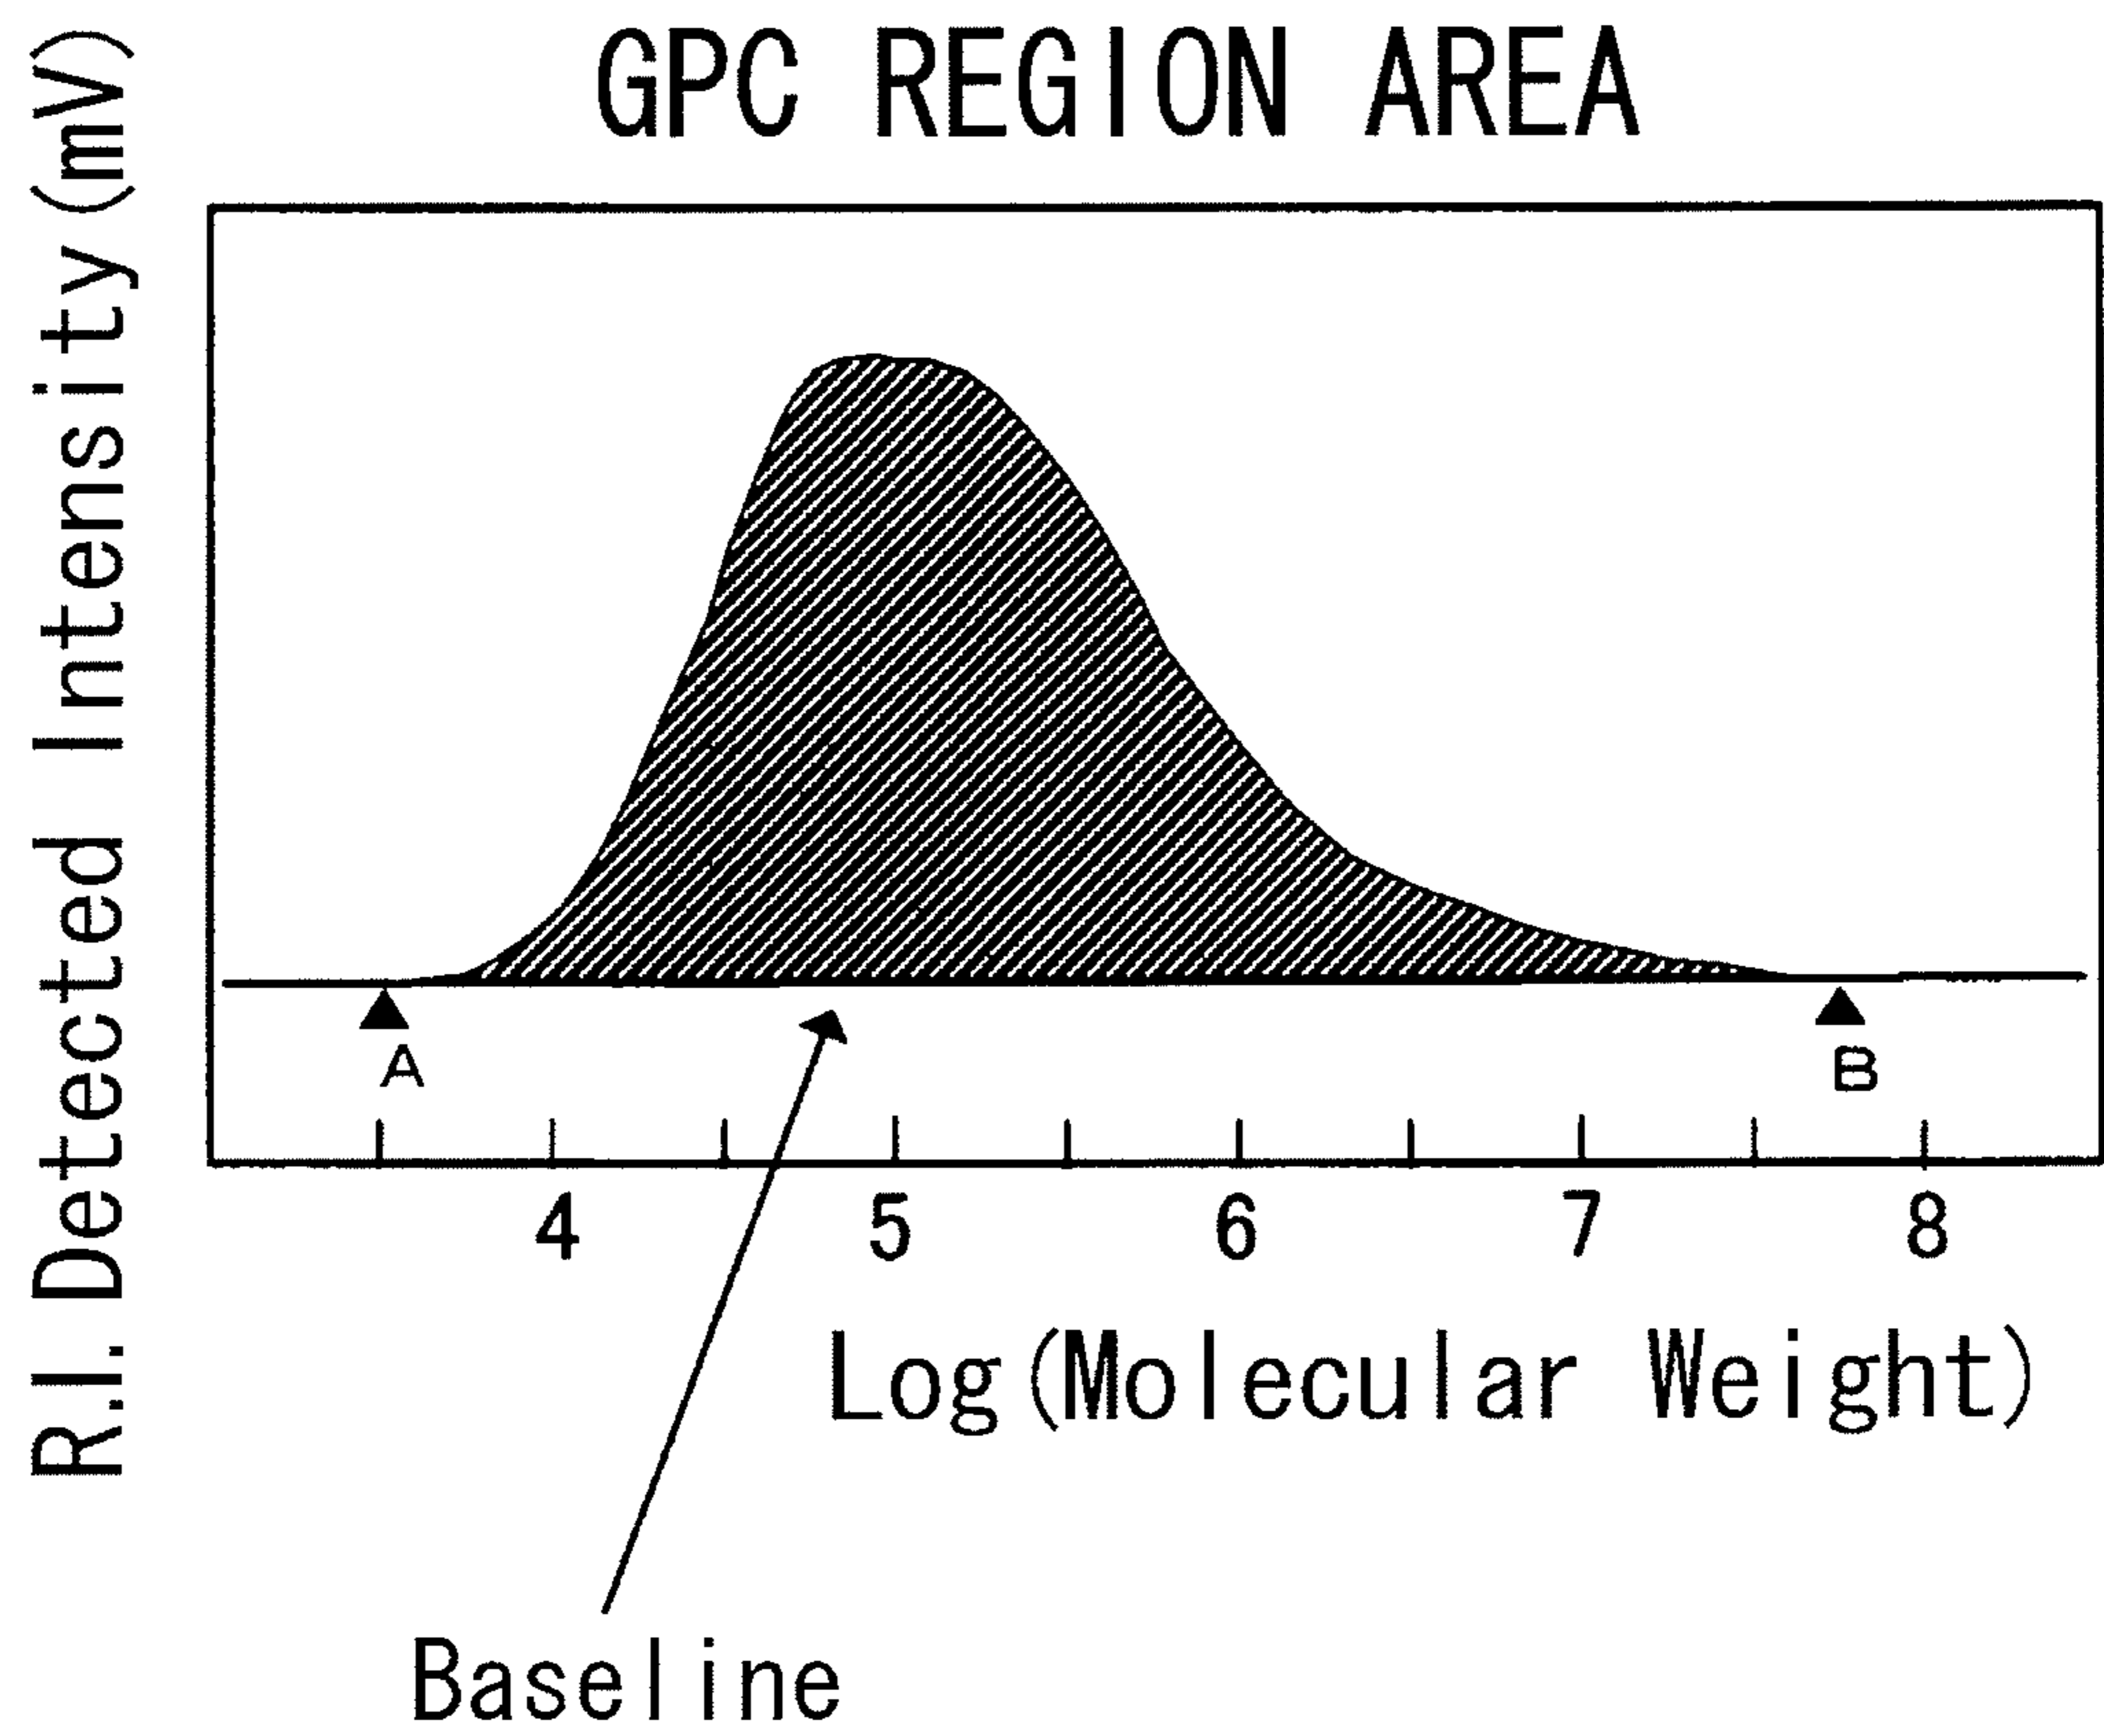 GPC REGION AREA
R.I. Detected Intensity (mV)
A
B
4 5 6 7 8
Log (Molecular Weight)
Baseline